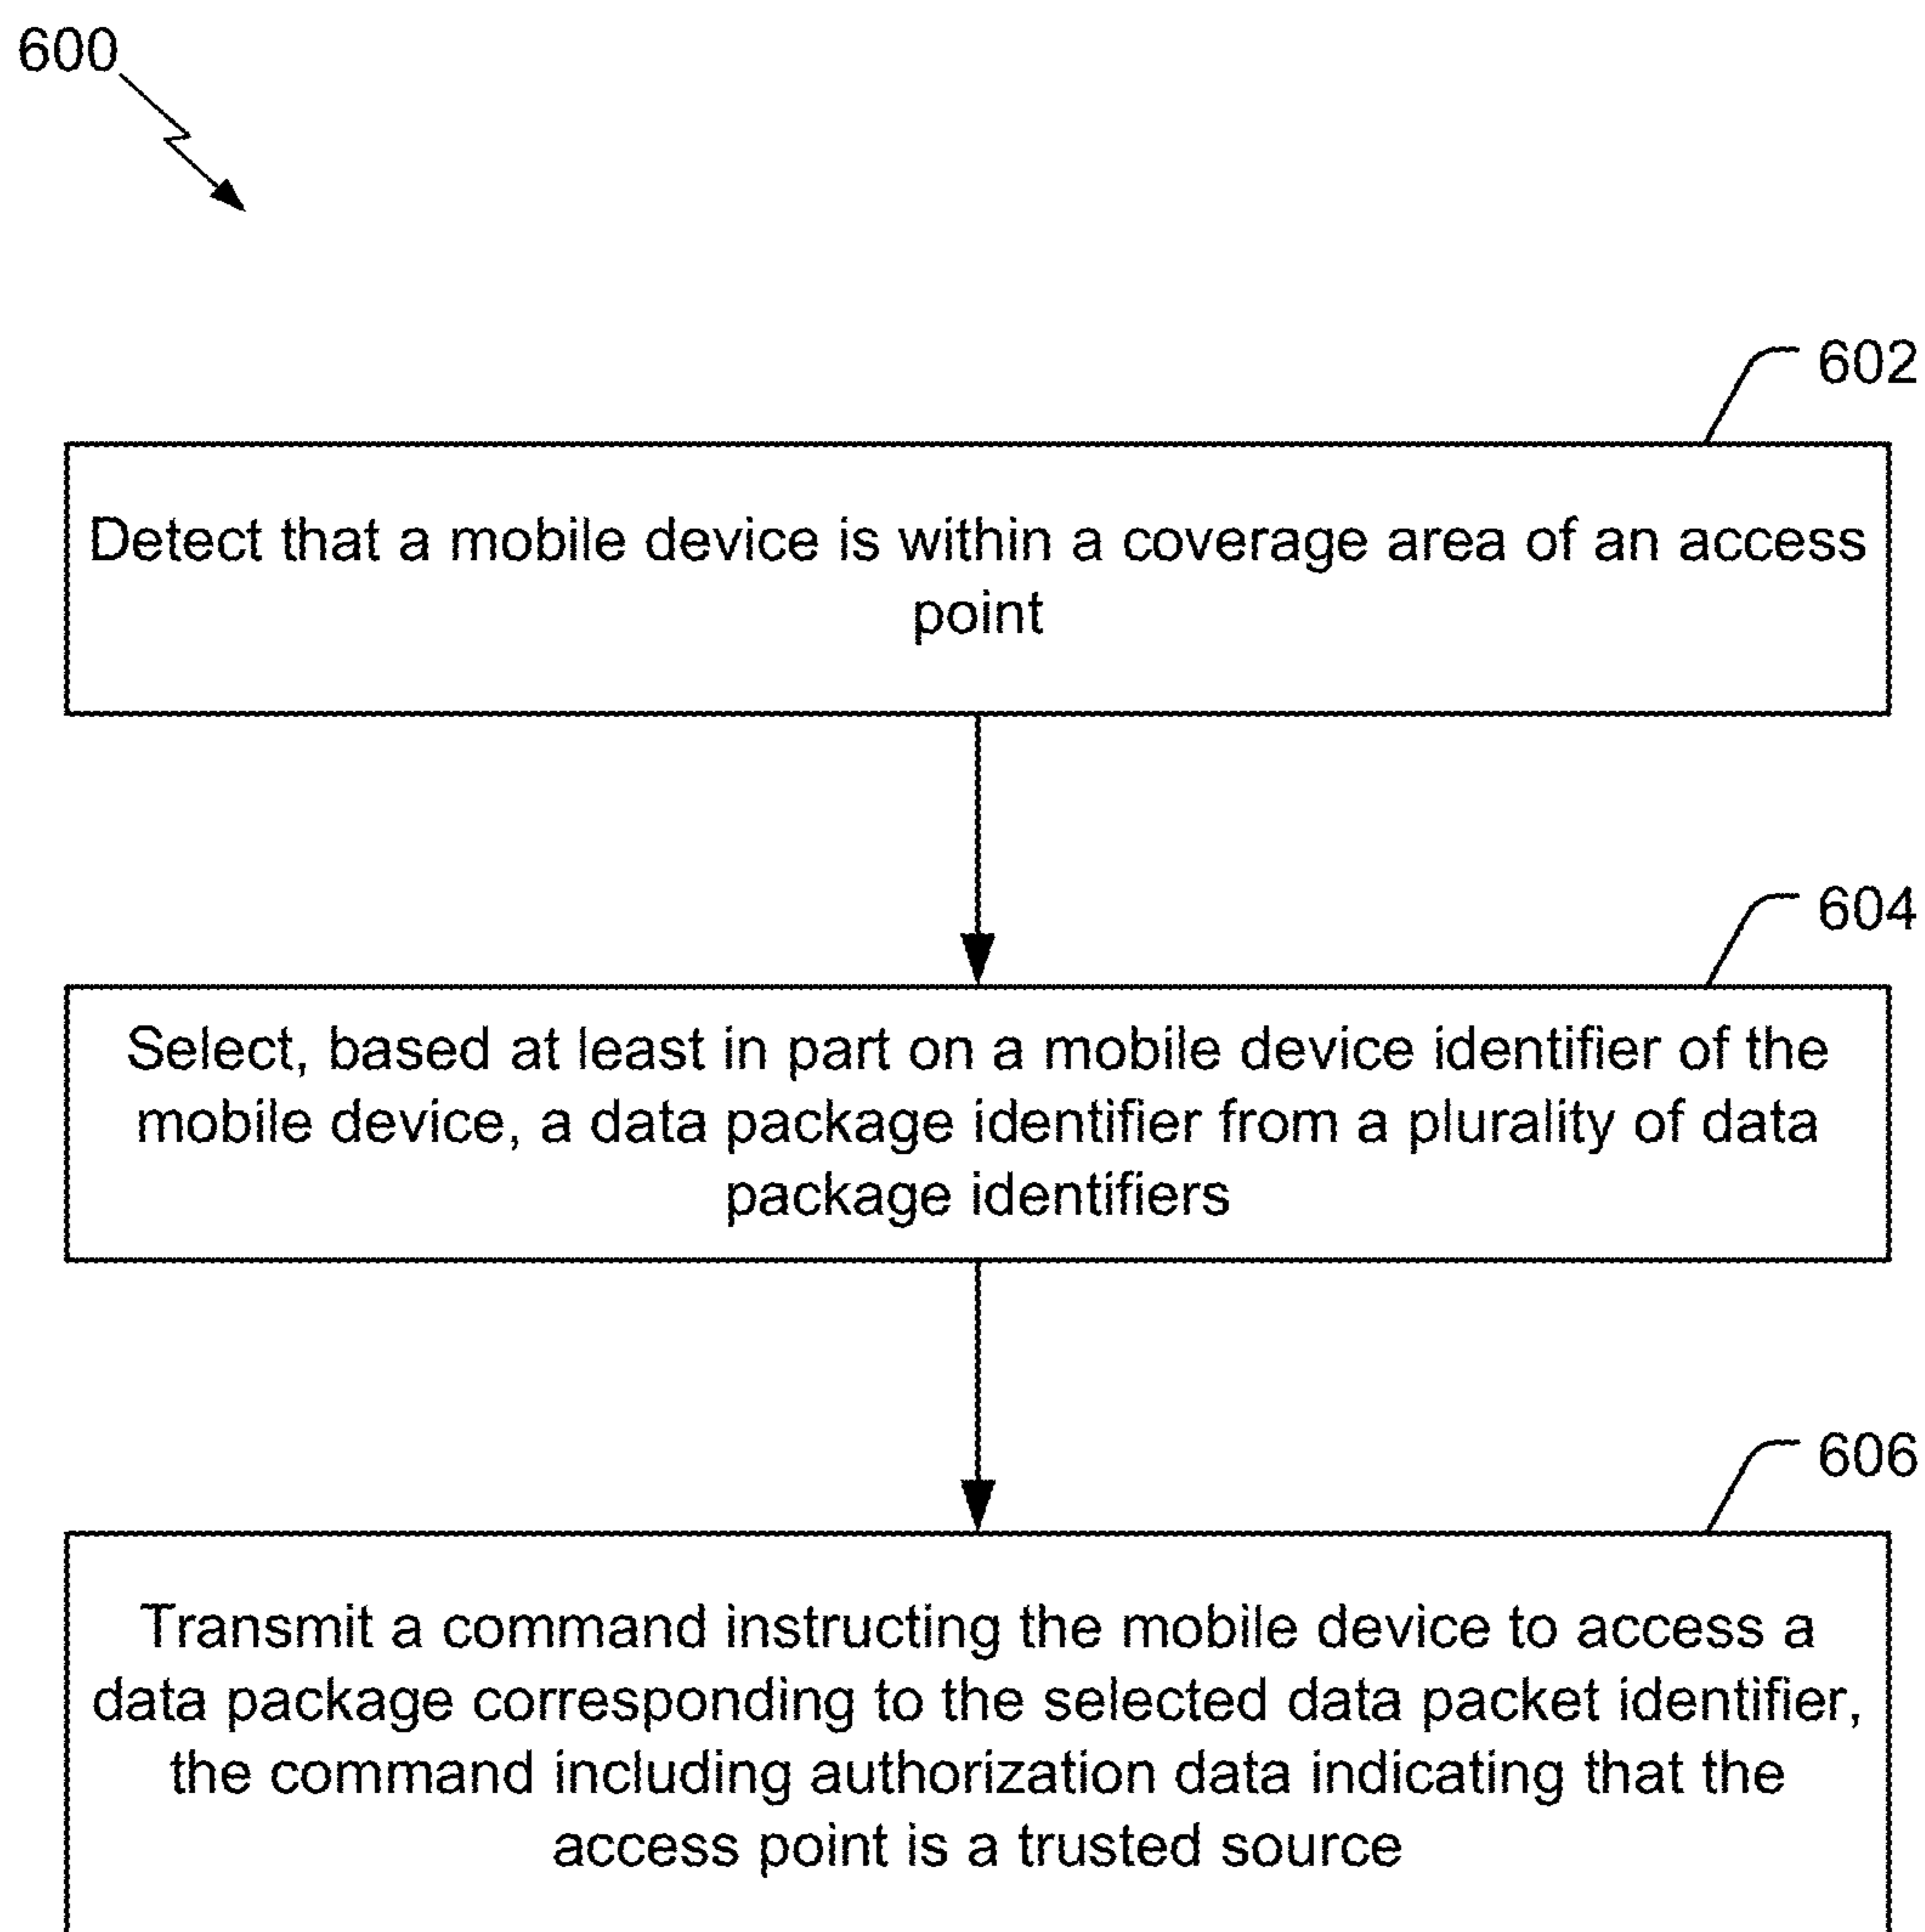 600
602
Detect that a mobile device is within a coverage area of an access
point
604
Select, based at least in part on a mobile device identifier of the
mobile device, a data package identifier from a plurality of data
package identifiers
606
Transmit a command instructing the mobile device to access a
data package corresponding to the selected data packet identifier,
the command including authorization data indicating that the
access point is a trusted source